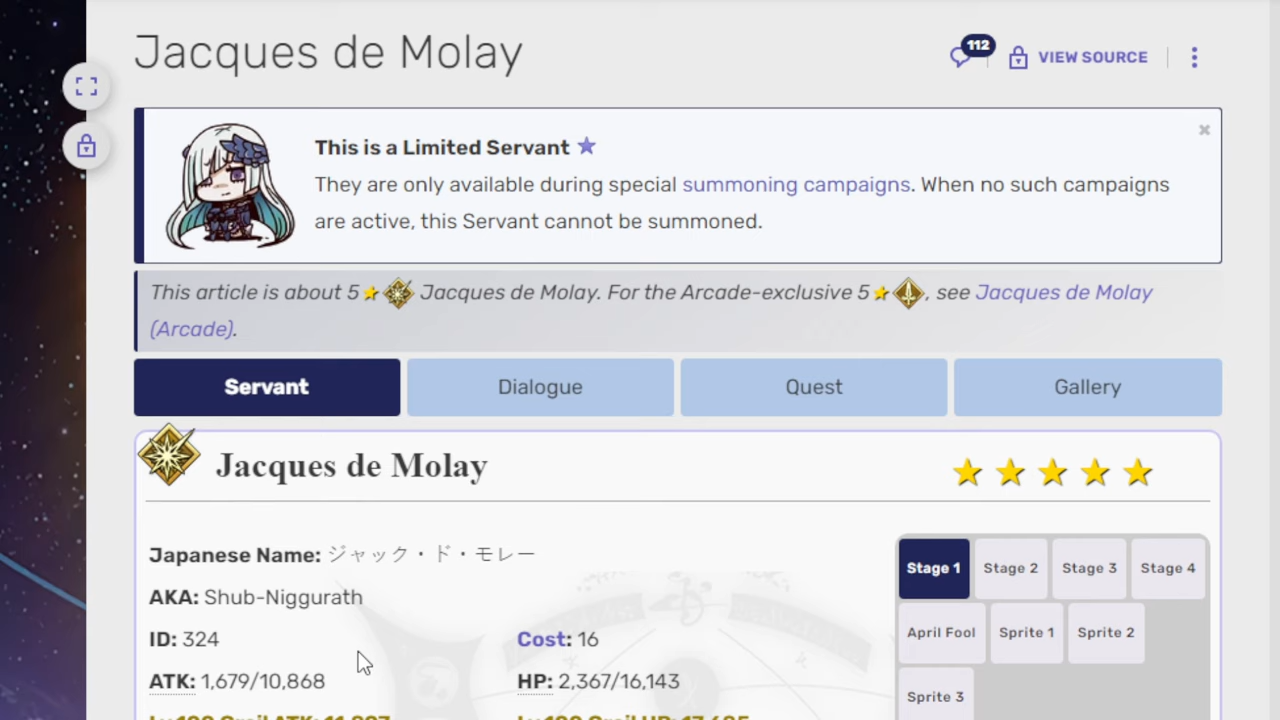 Jacques de Molay
112
VIEW SOURCE
This is a Limited Servant
They are only available during special summoning campaigns. When no such campaigns
are active, this Servant cannot be summoned.
This article is about 5 Jacques de Molay. For the Arcade-exclusive 5 , see Jacques de Molay
(Arcade).
Servant
Dialogue
Quest
Gallery
Jacques de Molay
Japanese Name: ジャック・ド・モレー
AKA: Shub-Niggurath
ID: 324
Cost: 16
ATK: 1,679/10,868
HP: 2,367/16,143
Stage 1
Stage 2
Stage 3
Stage 4
April Fool
Sprite 1
Sprite 2
Sprite 3